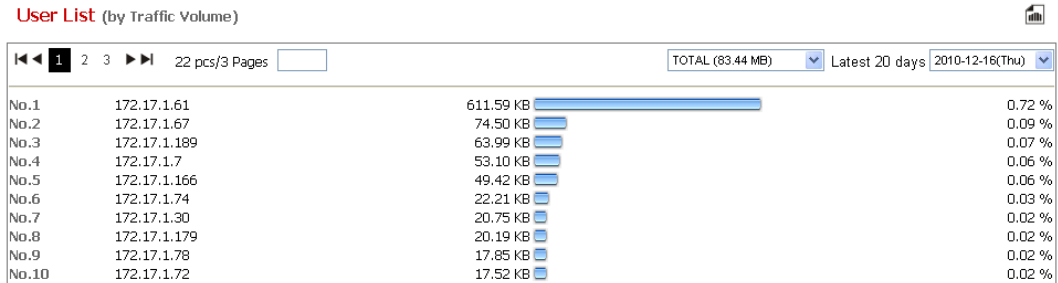 User List (by Traffic Volume)
1 2 3 22 pcs/3 Pages TOTAL (83.44 MB) Latest 20 days 2010-12-16(Thu)
No.1 172.17.1.61 611.59 KB 0.72 %
No.2 172.17.1.67 74.50 KB 0.09 %
No.3 172.17.1.189 63.99 KB 0.07 %
No.4 172.17.1.7 53.10 KB 0.06 %
No.5 172.17.1.166 49.42 KB 0.06 %
No.6 172.17.1.74 22.21 KB 0.03 %
No.7 172.17.1.30 20.75 KB 0.02 %
No.8 172.17.1.179 20.19 KB 0.02 %
No.9 172.17.1.78 17.85 KB 0.02 %
No.10 172.17.1.72 17.52 KB 0.02 %